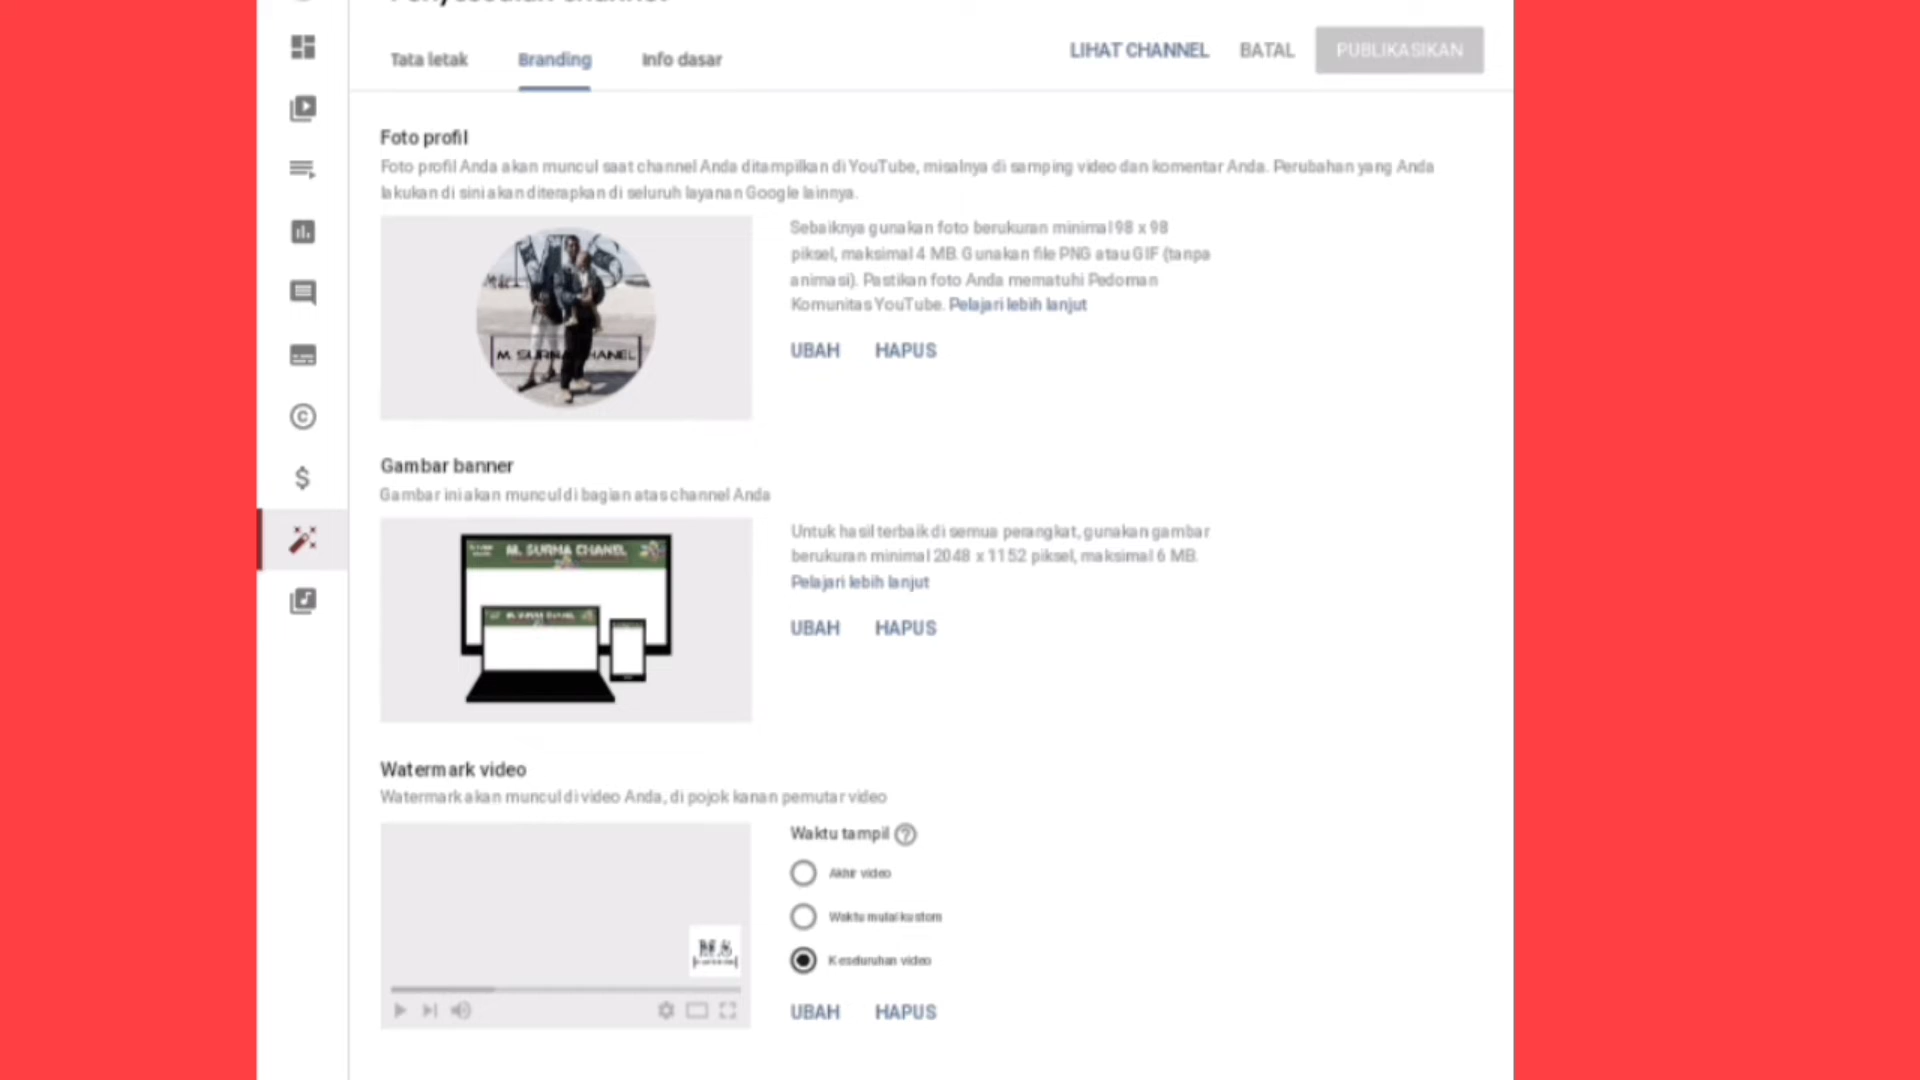 Tata letak
Branding
Info dasar
LIHAT CHANNEL
BATAL
PUBLIKASIKAN
Foto profil
Foto profil Anda akan muncul saat channel Anda ditampilkan di YouTube, misalnya di samping video dan komentar Anda. Perubahan yang Anda
lakukan di sini akan diterapkan di seluruh layanan Google lainnya.
Sebaiknya gunakan foto berukuran minimal 98 x 98
piksel, maksimal 4 MB. Gunakan file PNG atau GIF (tanpa
animasi). Pastikan foto Anda mematuhi Pedoman
Komunitas YouTube. Pelajari lebih lanjut
UBAH
HAPUS
Gambar banner
Gambar ini akan muncul di bagian atas channel Anda
M. SURMA CHANEL
Untuk hasil terbaik di semua perangkat, gunakan gambar
berukuran minimal 2048 x 1152 piksel, maksimal 6 MB.
Pelajari lebih lanjut
UBAH
HAPUS
Watermark video
Watermark akan muncul di video Anda, di pojok kanan pemutar video
M.S
Waktu tampil
Akhir video
Waktu mulai kustom
Keseluruhan video
UBAH
HAPUS